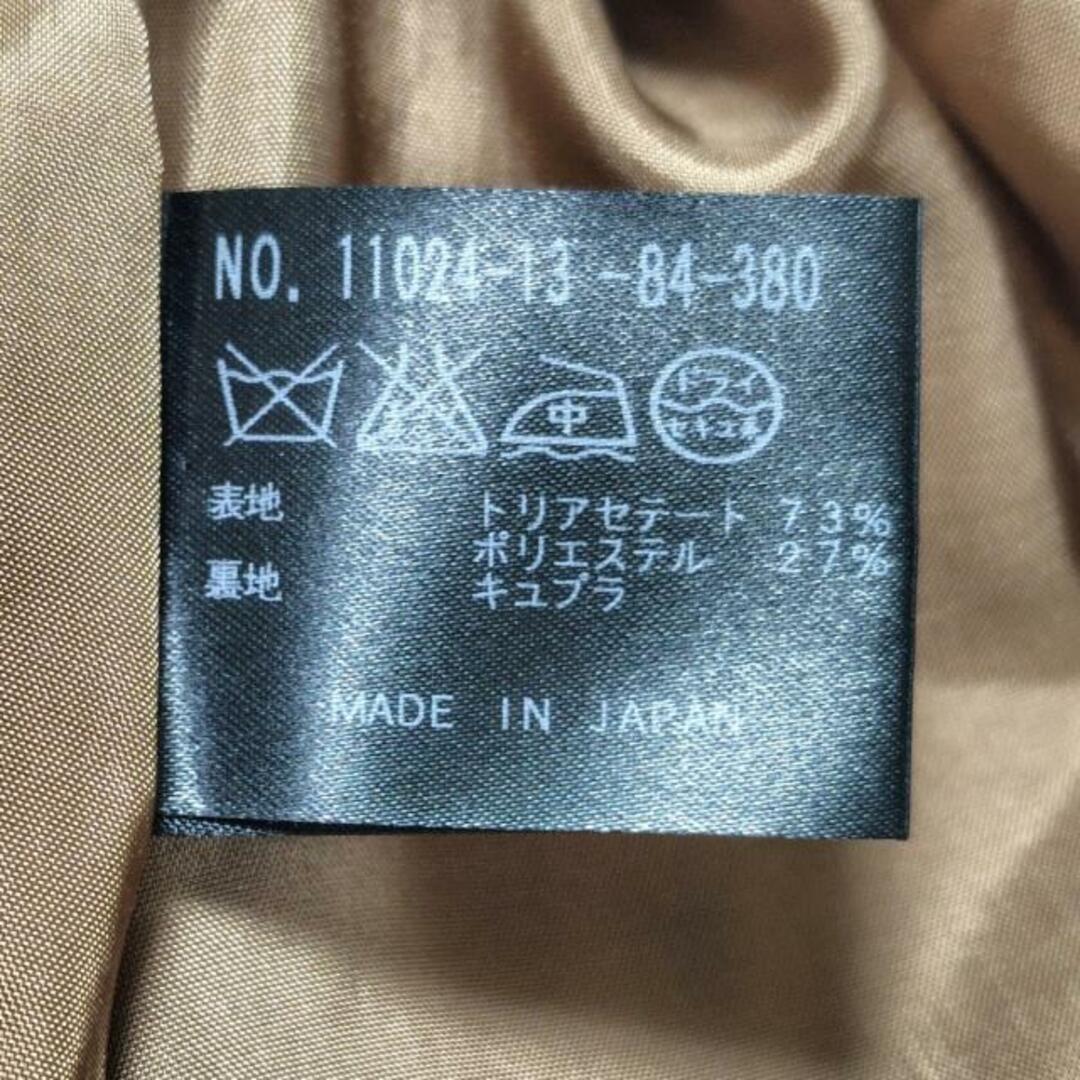 NO. 11024-13-84-380
中 ドライ
セキユ系
表地 トリアセテート 73%
ポリエステル 27%
裏地 キュプラ
MADE IN JAPAN